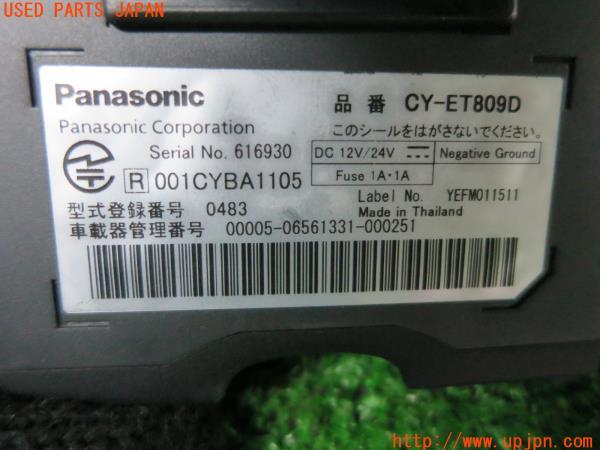 USED PARTS JAPAN
Panasonic
品番 CY-ET809D
Panasonic Corporation
このシールをはがさないでください。
Serial No. 616930
DC 12V/24V
Negative Ground
R 001CYBA1105
Fuse 1A・1A
Label No. YEFM011511
型式登録番号 0483
Made in Thailand
車載器管理番号 00005-06561331-000251
http://www.upjpn.com/